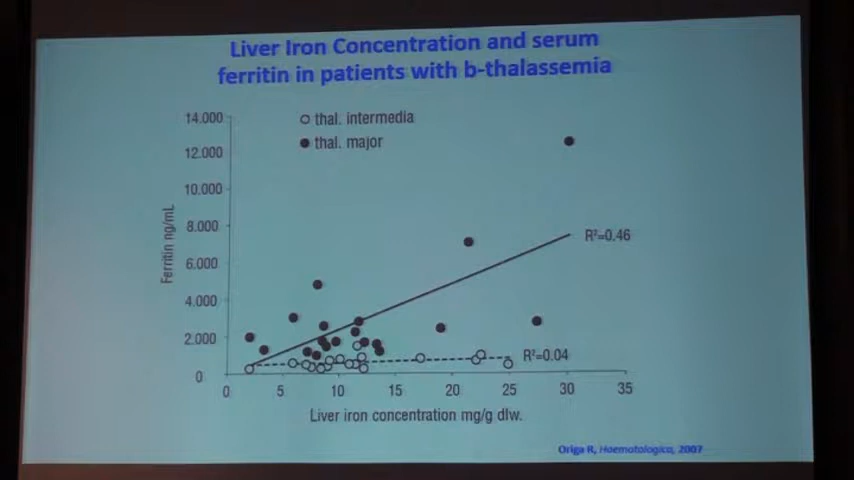 Liver Iron Concentration and serum
ferritin in patients with b-thalassemia
14.000
12.000
10.000
8.000
6.000
4.000
2.000
0
Ferritin ng/mL
thal. intermedia
thal. major
R²=0.46
R²=0.04
0 5 10 15 20 25 30 35
Liver iron concentration mg/g dlw.
Origa R, Haematologica, 2007